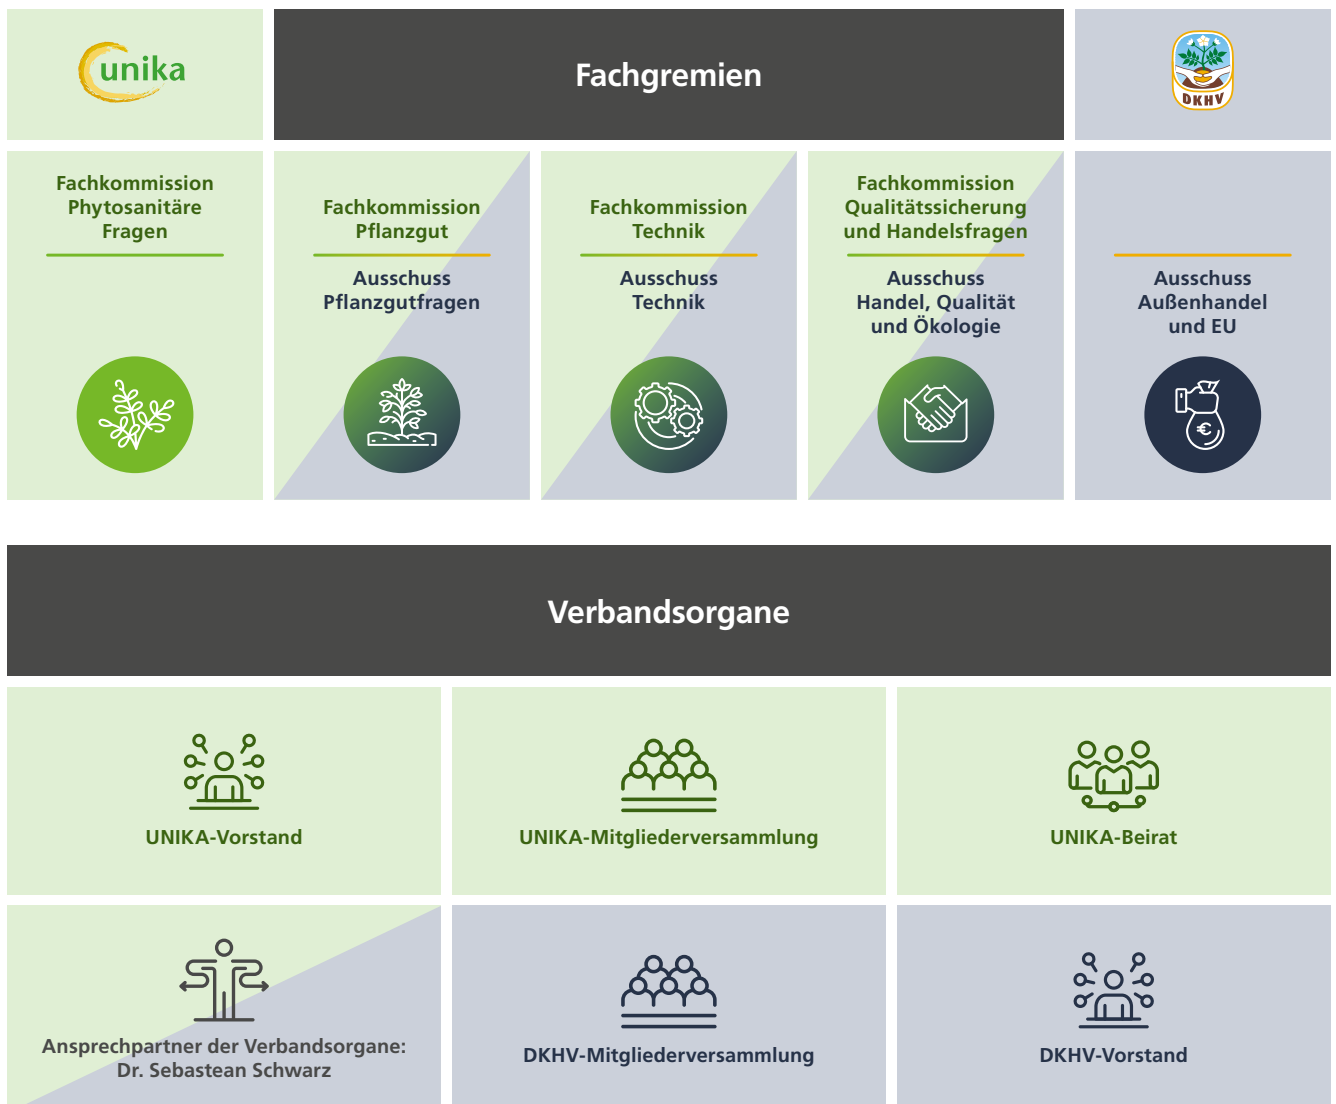 unika
Fachgremien
DKHV
Fachkommission
Phytosanitäre
Fragen
Fachkommission
Pflanzgut
Ausschuss
Pflanzgutfragen
Fachkommission
Technik
Ausschuss
Technik
Fachkommission
Qualitätssicherung
und Handelsfragen
Ausschuss
Handel, Qualität
und Ökologie
Ausschuss
Außenhandel
und EU
€
Verbandsorgane
UNIKA-Vorstand
UNIKA-Mitgliederversammlung
UNIKA-Beirat
Ansprechpartner der Verbandsorgane:
Dr. Sebastean Schwarz
DKHV-Mitgliederversammlung
DKHV-Vorstand